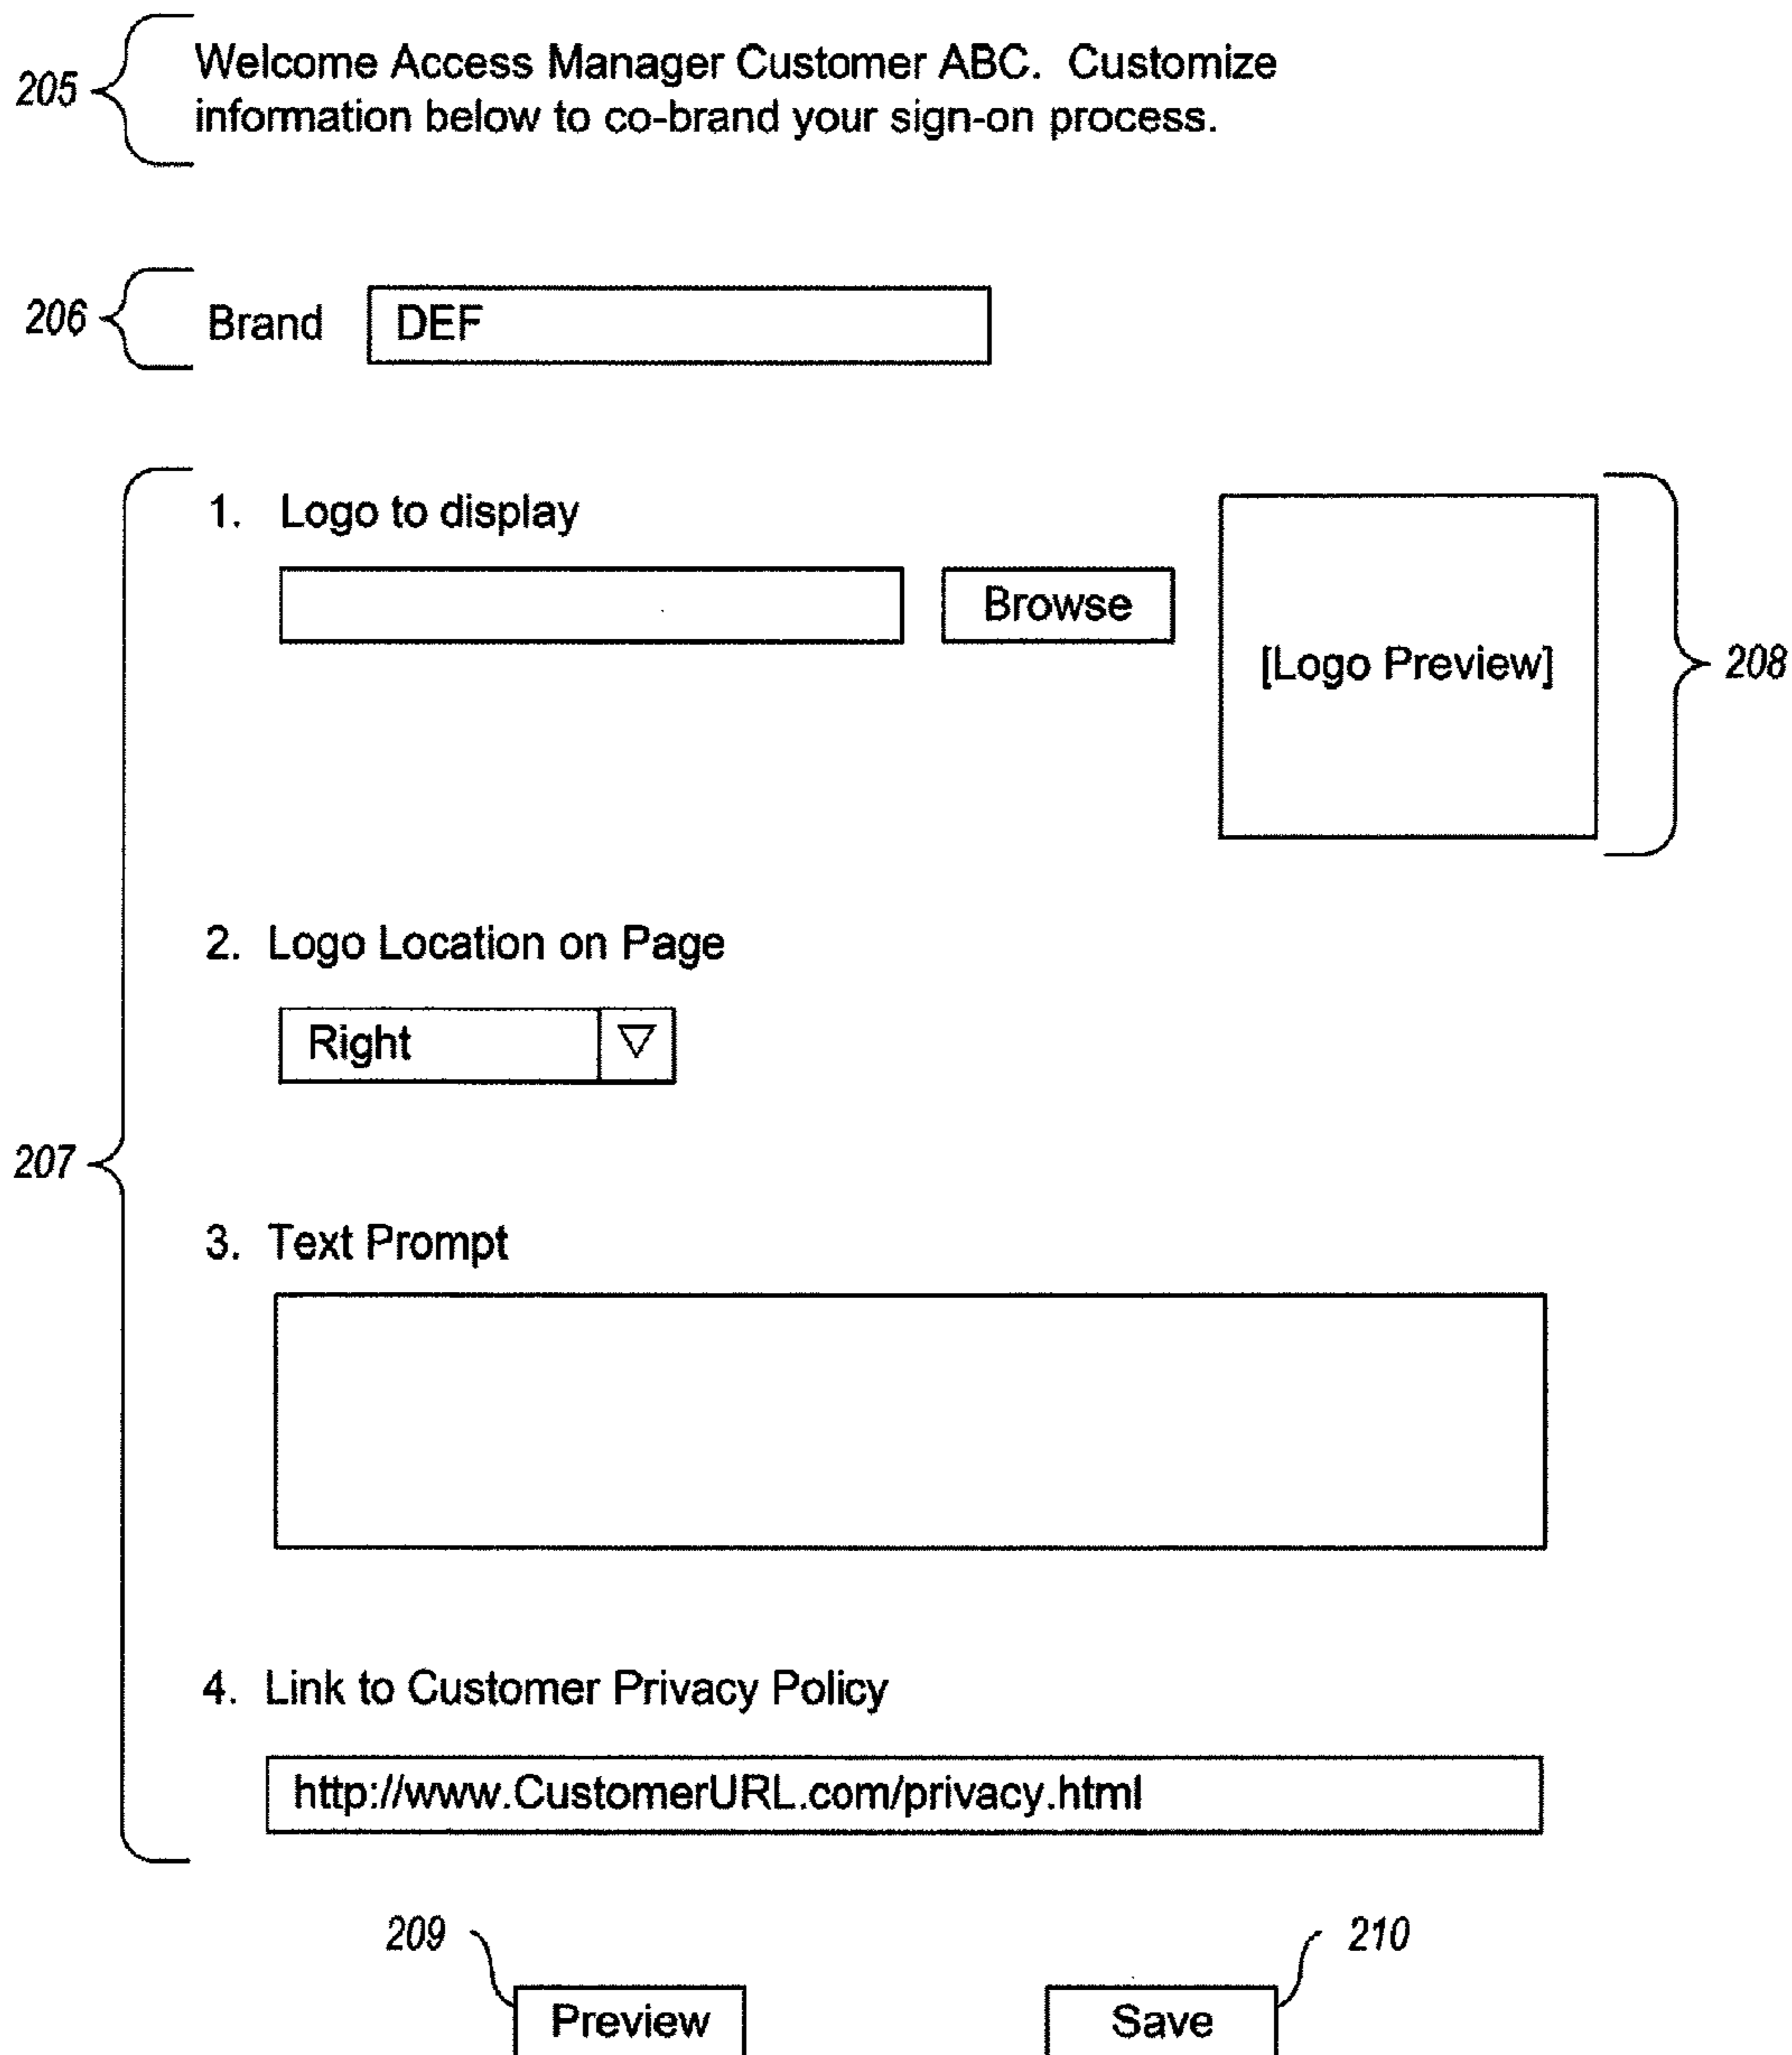 205
Welcome Access Manager Customer ABC. Customize
information below to co-brand your sign-on process.
206
Brand
DEF
207
1. Logo to display
Browse
[Logo Preview]
208
2. Logo Location on Page
Right
3. Text Prompt
4. Link to Customer Privacy Policy
http://www.CustomerURL.com/privacy.html
209
210
Preview
Save